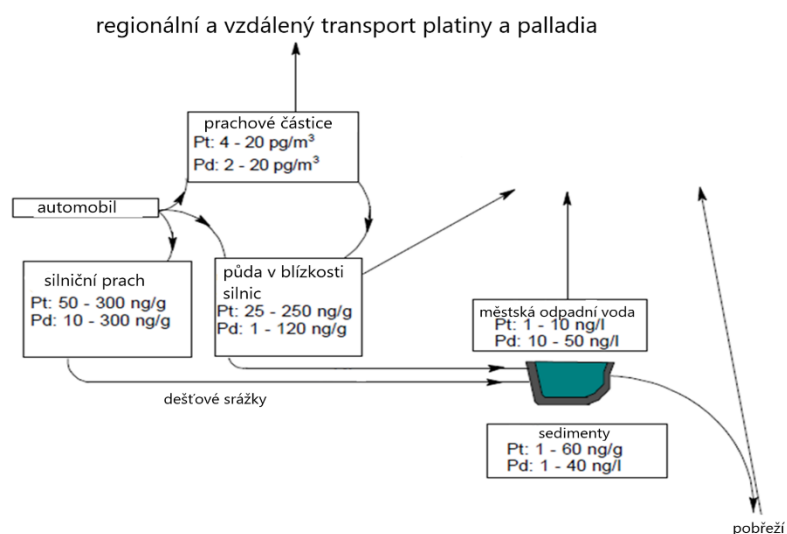 regionální a vzdálený transport platiny a palladia
prachové částice
Pt: 4 - 20 pg/m³
Pd: 2 - 20 pg/m³
automobil
silniční prach
Pt: 50 - 300 ng/g
Pd: 10 - 300 ng/g
půda v blízkosti
silnic
Pt: 25 - 250 ng/g
Pd: 1 - 120 ng/g
městská odpadní voda
Pt: 1 - 10 ng/l
Pd: 10 - 50 ng/l
dešťové srážky
sedimenty
Pt: 1 - 60 ng/g
Pd: 1 - 40 ng/l
pobřeží